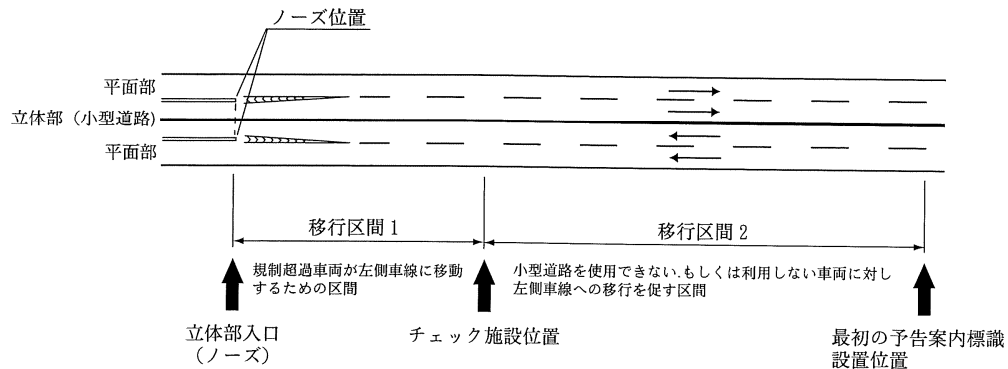 ノーズ位置
平面部
立体部(小型道路)
平面部
移行区間1
移行区間2
規制超過車両が左側車線に移動
するための区間
小型道路を使用できない.もしくは利用しない車両に対し
左側車線への移行を促す区間
立体部入口
(ノーズ)
チェック施設位置
最初の予告案内標識
設置位置